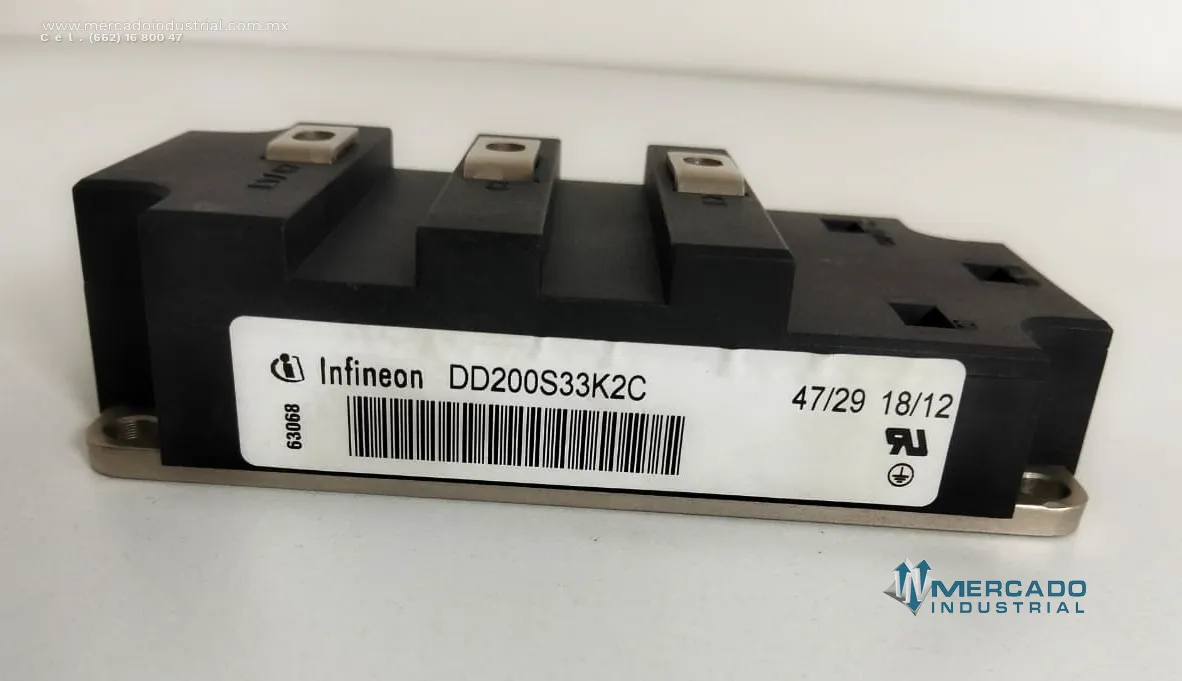 www.mercadoindustrial.com.mx
Cel. (662) 16 800 47
Infineon DD200S33K2C 47/29 18/12
63068
MERCADO
INDUSTRIAL